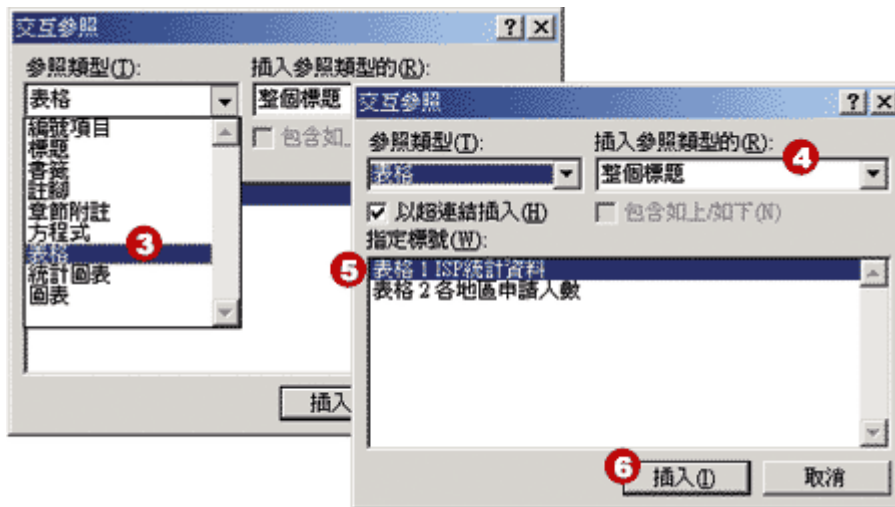 交互參照
參照類型(T):
插入參照類型的(R):
表格
整個標題
編號項目
標題
書籤
註腳
章節附註
方程式
表格
統計圖表
圖表
3
包含如上
插入
交互參照
參照類型(T):
插入參照類型的(R):
4
表格
整個標題
以超連結插入(H)
包含如上/如下(N)
指定標號(W):
5
表格 1 ISP統計資料
表格 2 各地區申請人數
6
插入(I)
取消